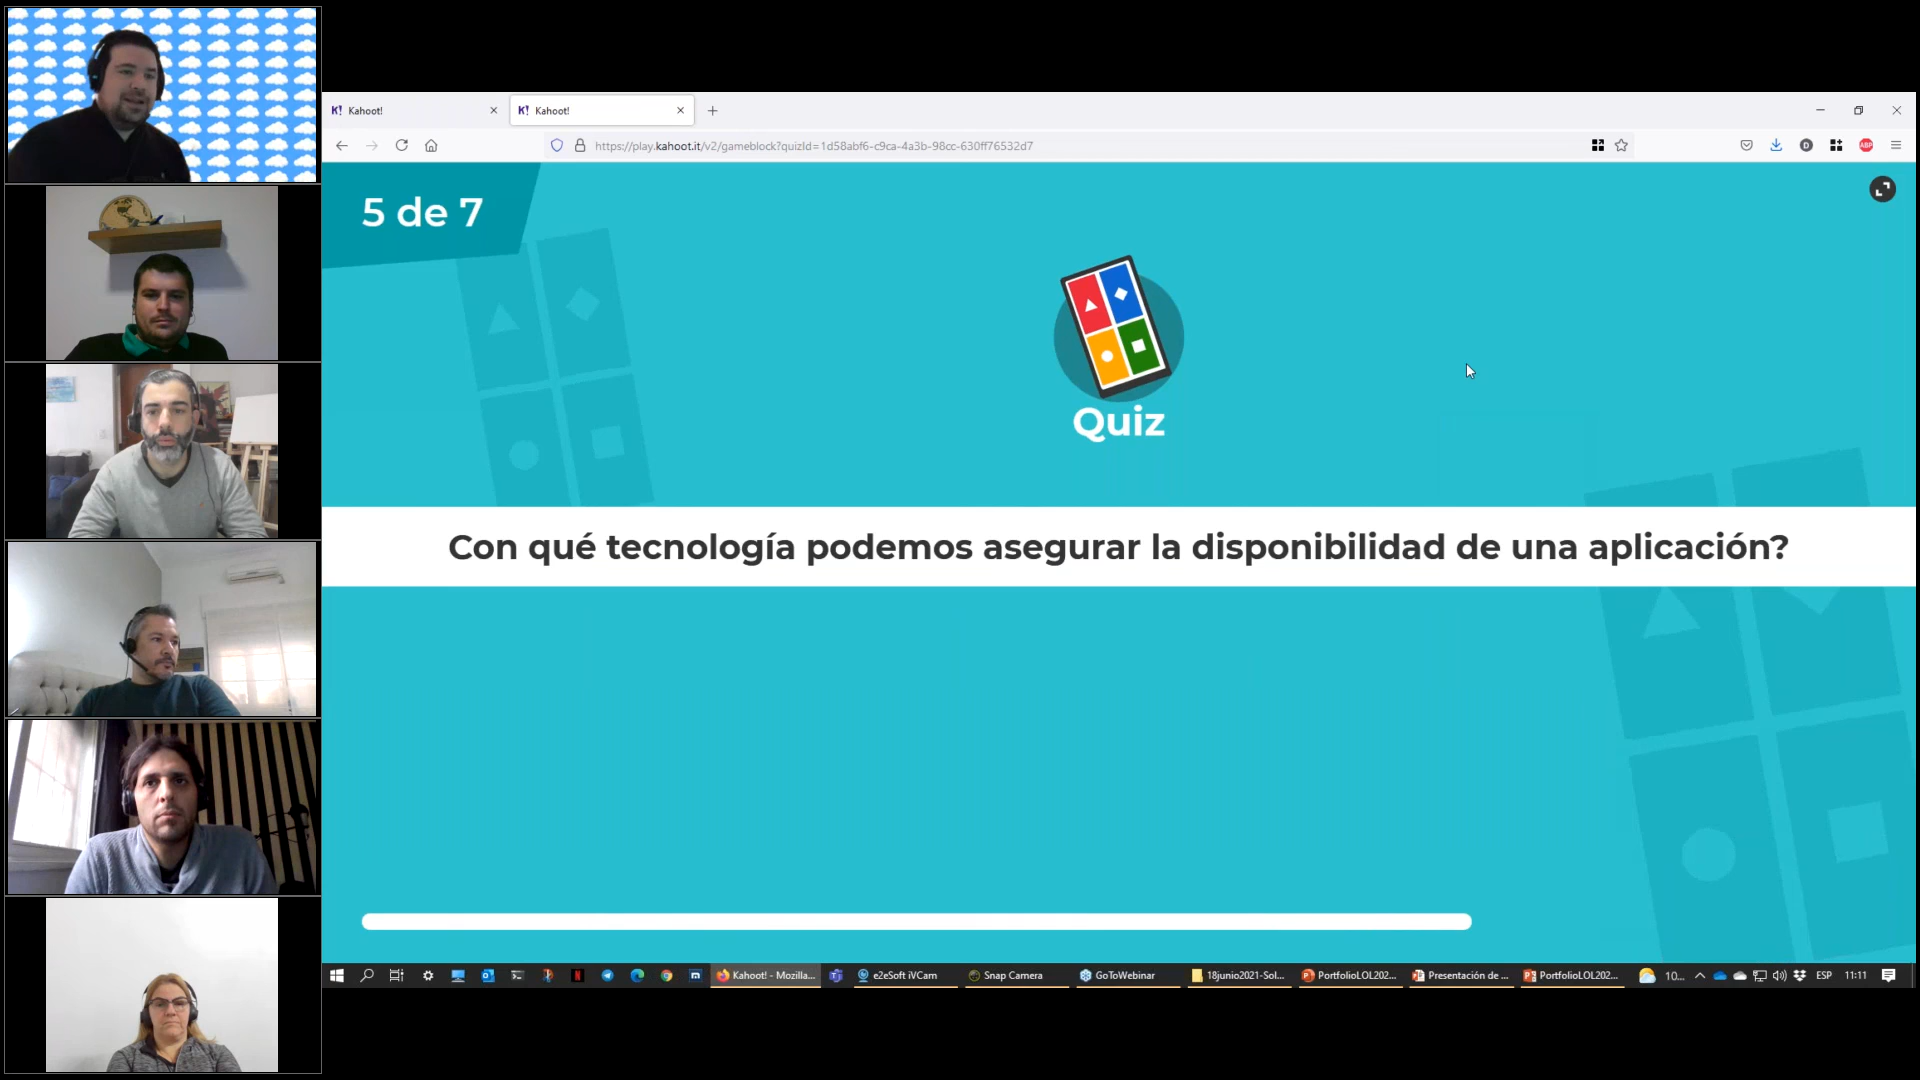 Kahoot!
Kahoot!
https://play.kahoot.it/v2/gameblock?quizId=1d58abf6-c9ca-4a3b-98cc-630ff76532d7
ABP
5 de 7
Quiz
Con qué tecnología podemos asegurar la disponibilidad de una aplicación?
Kahoot! - Mozilla...
e2eSoft iVCam
Snap Camera
GoToWebinar
18junio2021-Sol...
PortfolioLOL202...
Presentación de ...
PortfolioLOL202...
10...
ESP
11:11